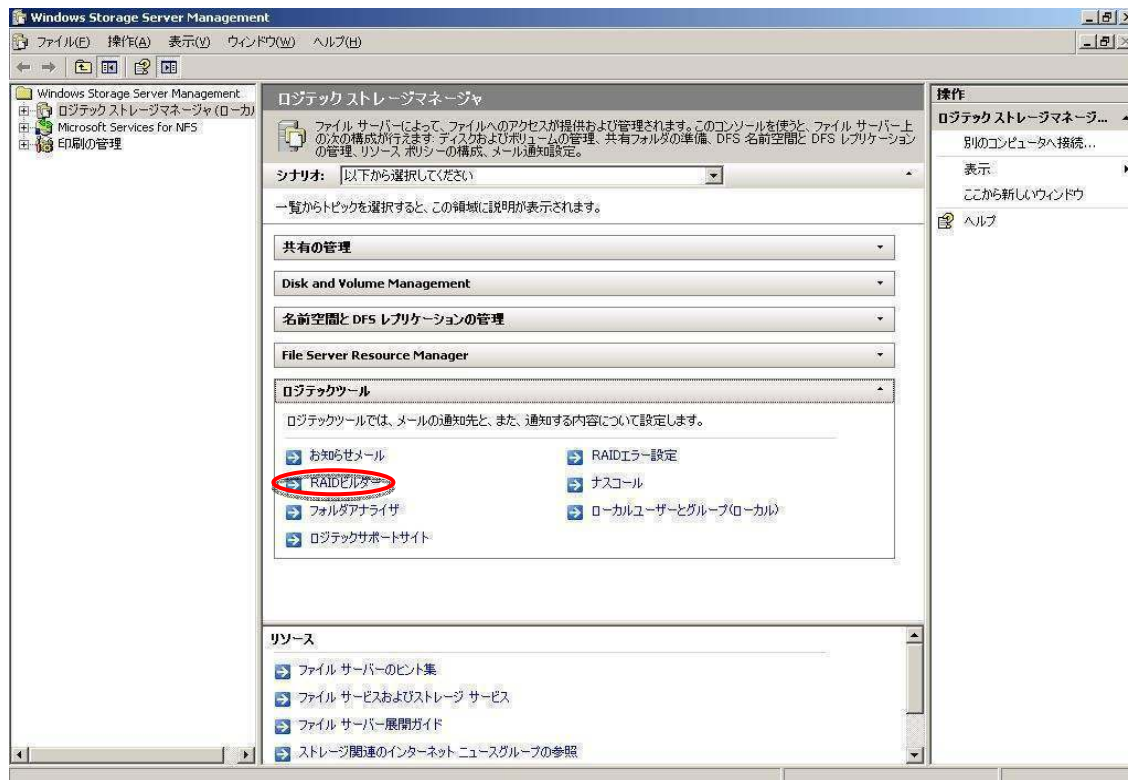 Windows Storage Server Management
ファイル(F) 操作(A) 表示(V) ウィンドウ(W) ヘルプ(H)
Windows Storage Server Management
ロジテック ストレージマネージャ(ローカル
Microsoft Services for NFS
印刷の管理
ロジテック ストレージマネージャ
ファイル サーバーによって、ファイルへのアクセスが提供および管理されます。このコンソールを使うと、ファイル サーバー上
の次の構成が行えます: ディスクおよびボリュームの管理、共有フォルダの準備、DFS 名前空間と DFS レプリケーション
の管理、リソース ポリシーの構成、メール通知設定。
シナリオ: 以下から選択してください
一覧からトピックを選択すると、この領域に説明が表示されます。
共有の管理
Disk and Volume Management
名前空間と DFS レプリケーションの管理
File Server Resource Manager
ロジテックツール
ロジテックツールでは、メールの通知先と、また、通知する内容について設定します。
お知らせメール
RAIDエラー設定
RAIDビルダー
ナスコール
フォルダアナライザ
ローカルユーザーとグループ(ローカル)
ロジテックサポートサイト
リソース
ファイル サーバーのヒント集
ファイル サービスおよびストレージ サービス
ファイル サーバー展開ガイド
ストレージ関連のインターネット ニュースグループの参照
操作
ロジテック ストレージマネージ...
別のコンピュータへ接続...
表示
ここから新しいウィンドウ
ヘルプ